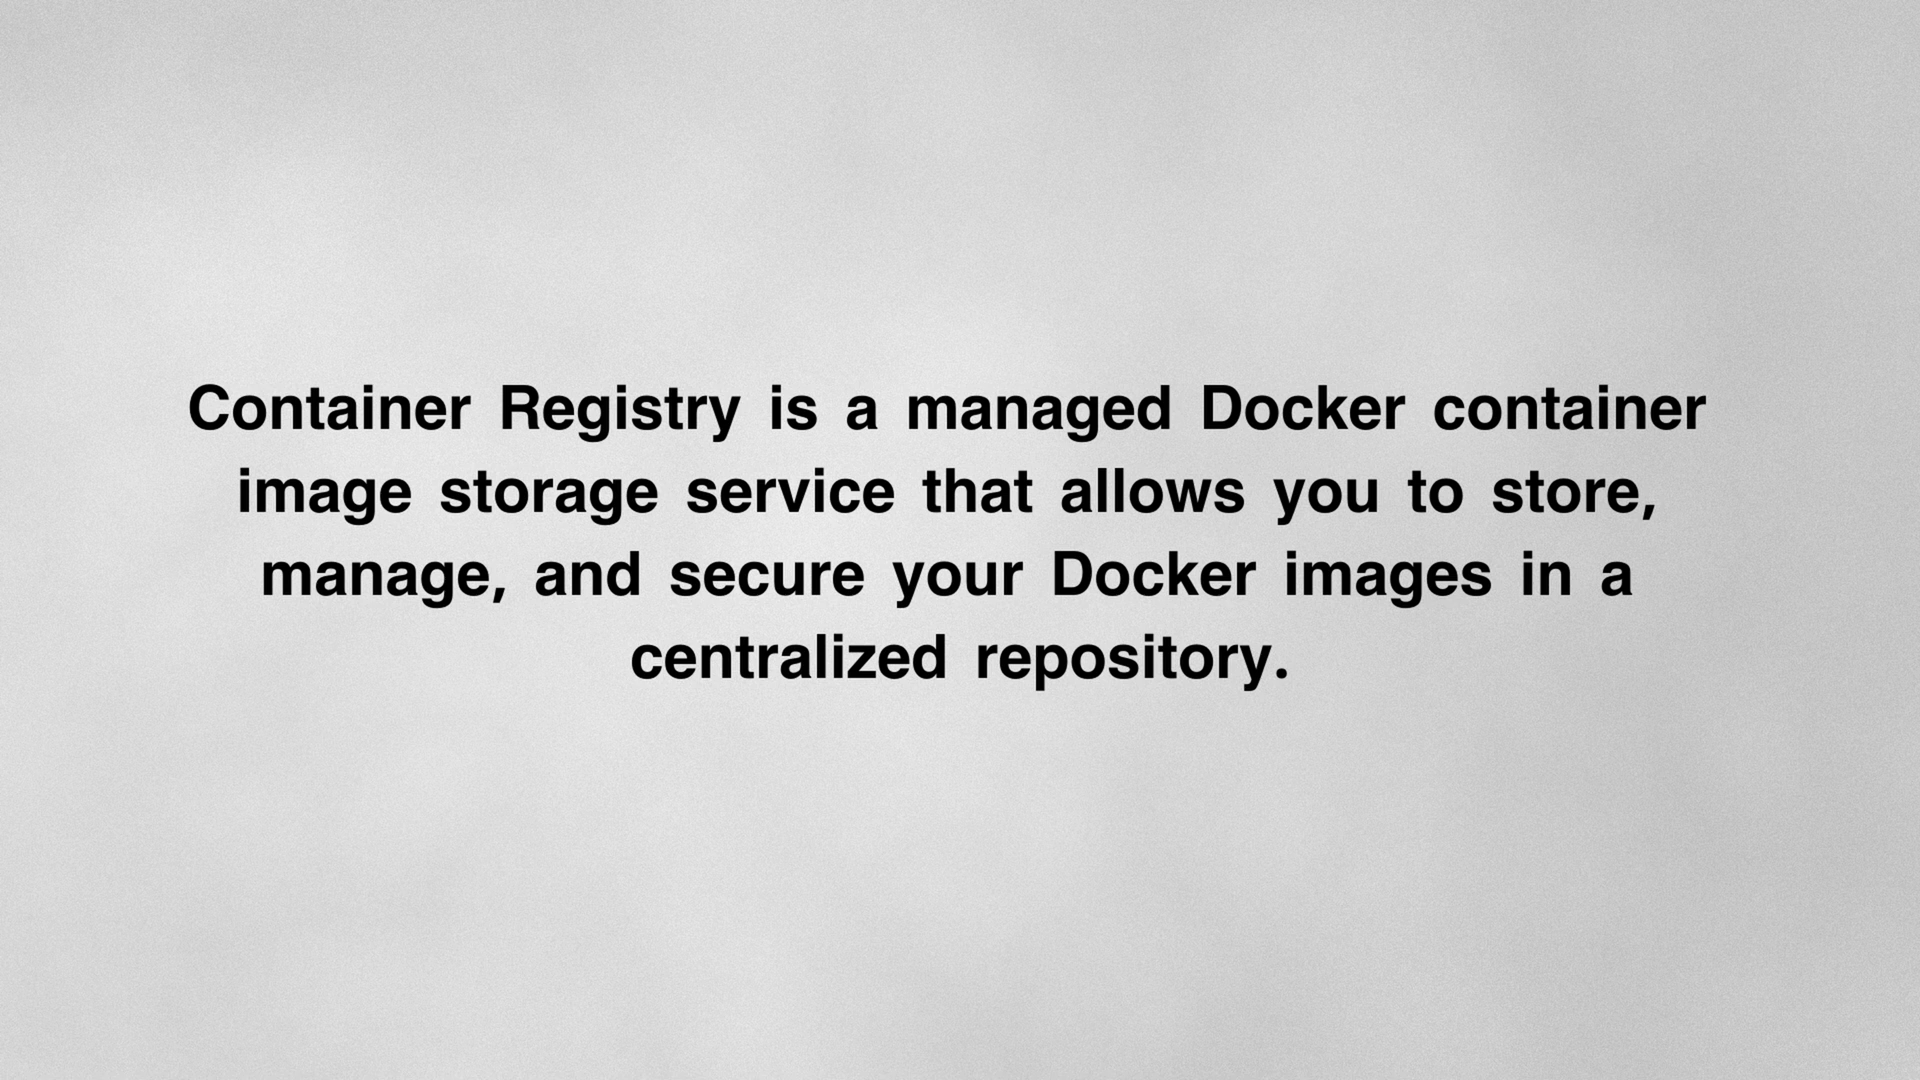 Container Registry is a managed Docker container
image storage service that allows you to store,
manage, and secure your Docker images in a
centralized repository.